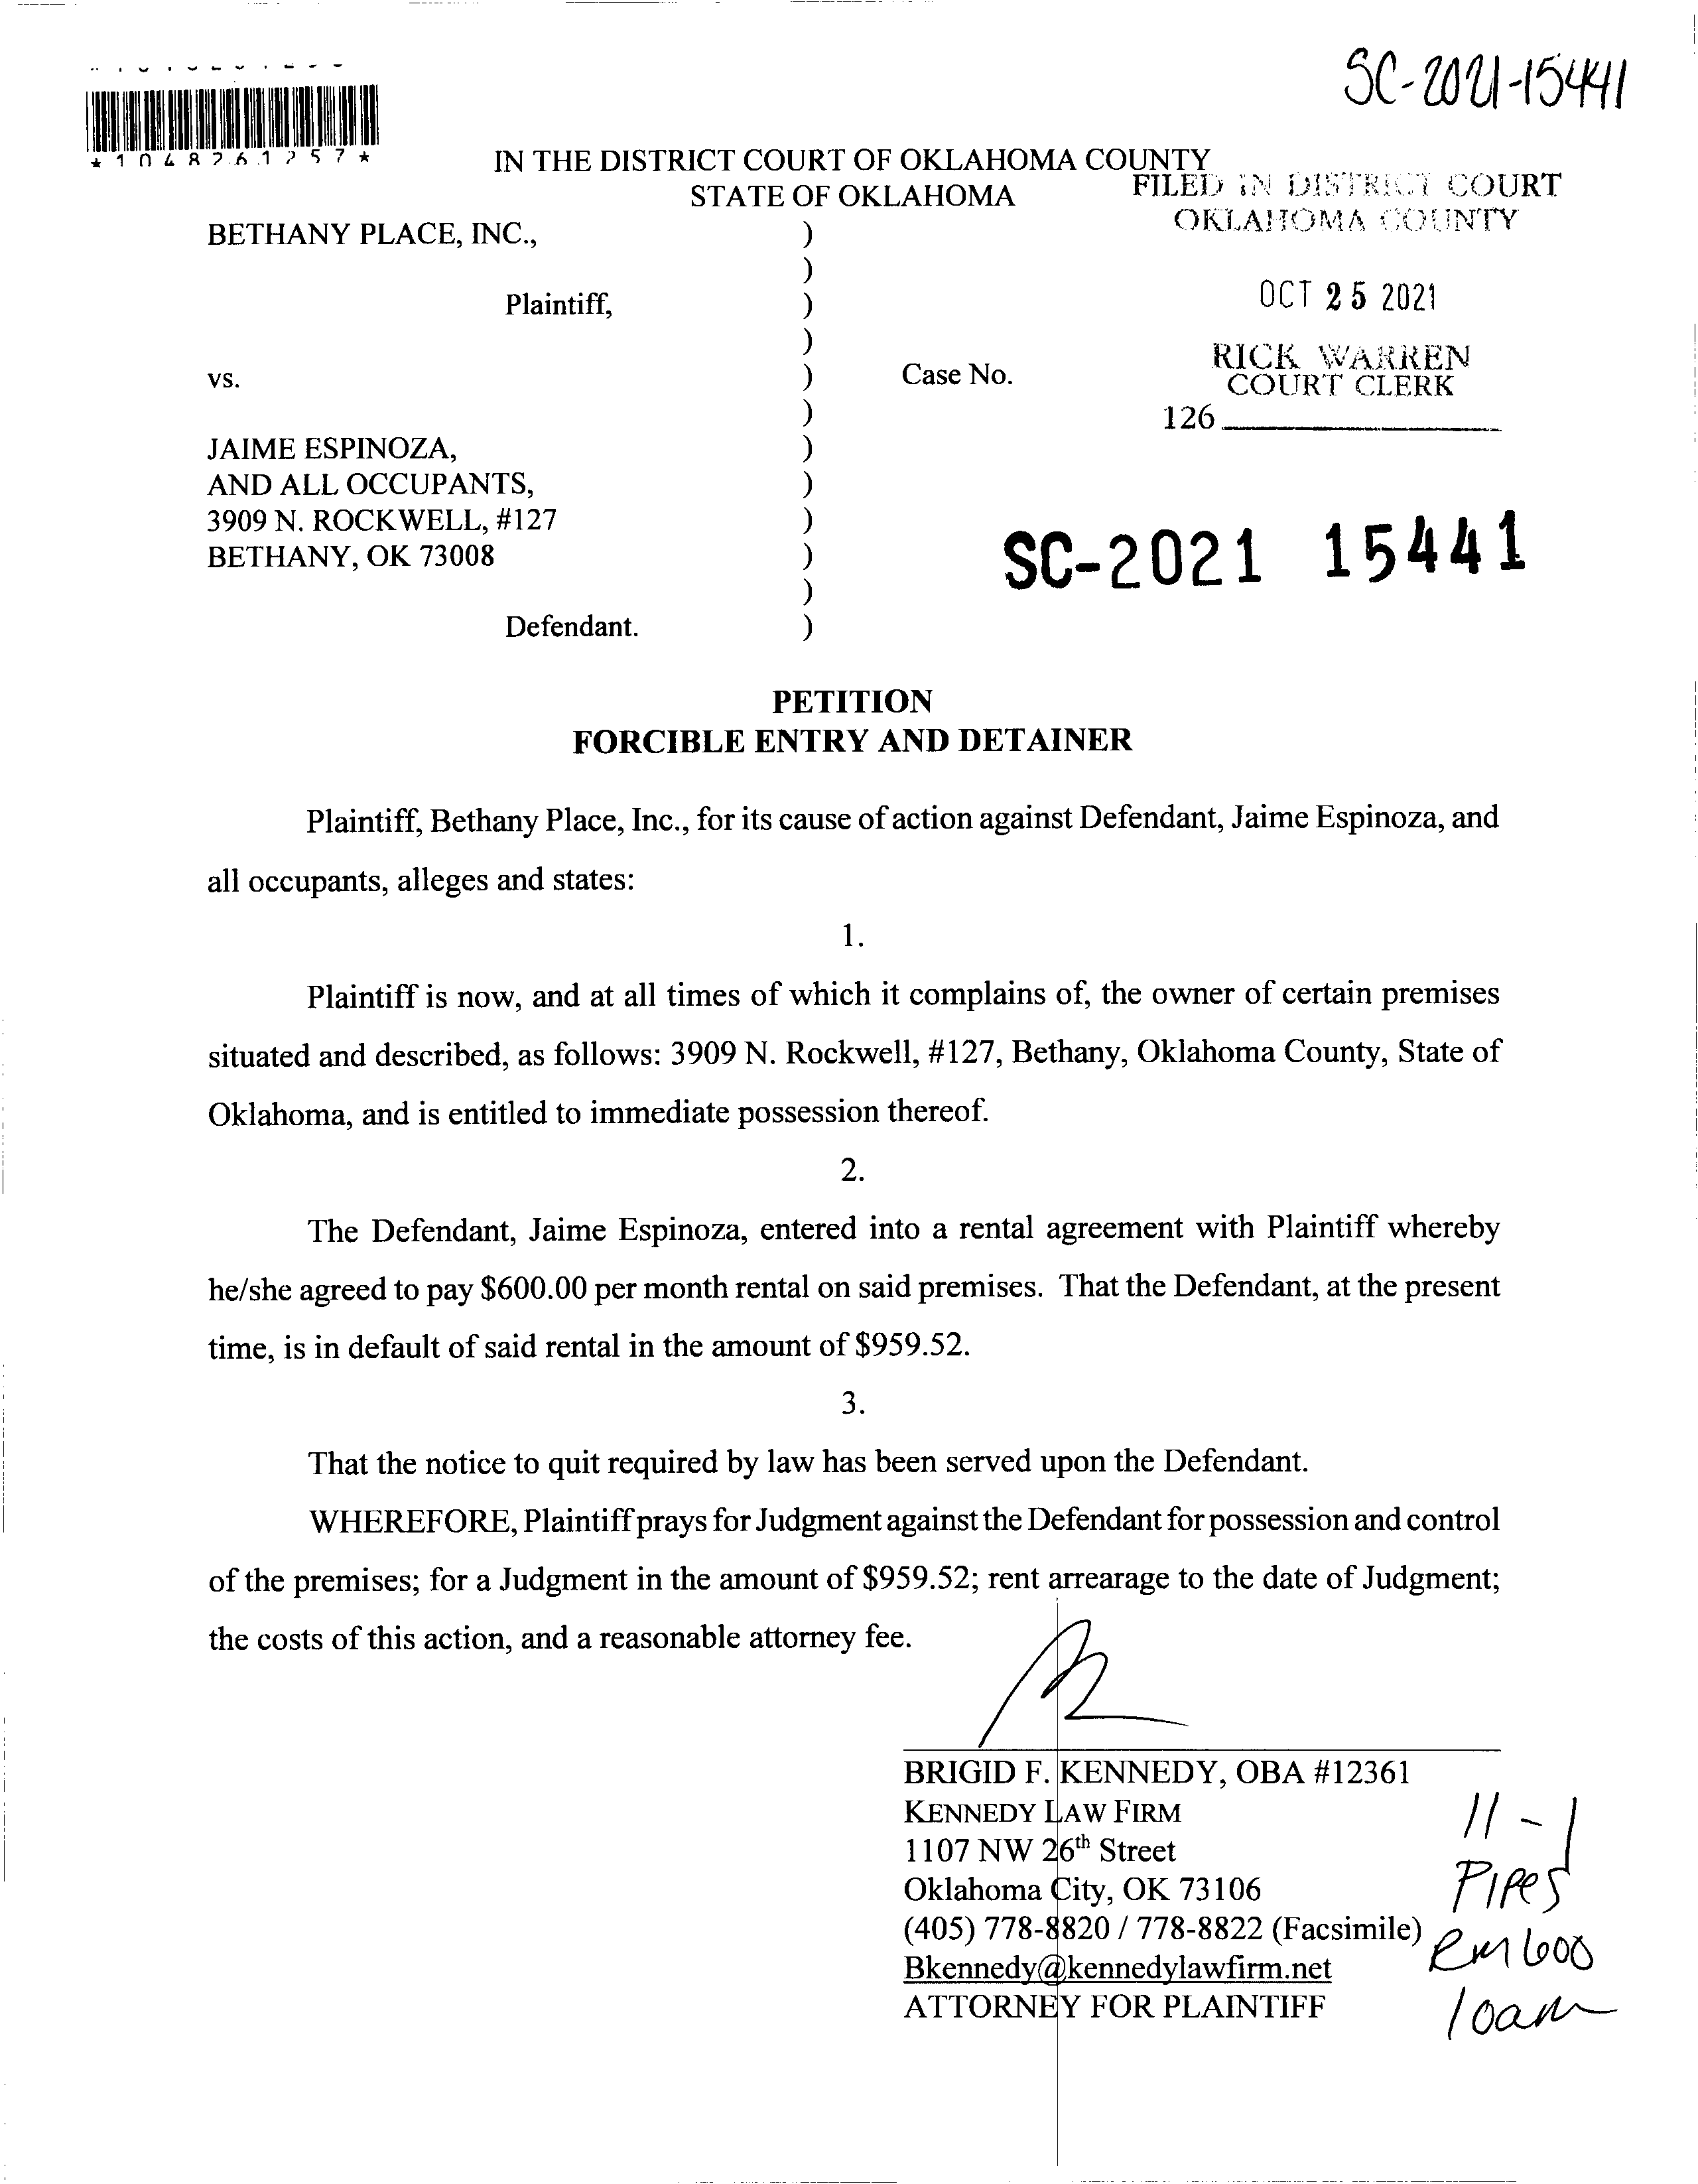 SC-2021-15441
*1048261257*
IN THE DISTRICT COURT OF OKLAHOMA COUNTY
STATE OF OKLAHOMA
FILED IN DISTRICT COURT
OKLAHOMA COUNTY
OCT 25 2021
RICK WARREN
COURT CLERK
126
BETHANY PLACE, INC., )
)
Plaintiff, )
)
vs. ) Case No.
)
JAIME ESPINOZA, )
AND ALL OCCUPANTS, )
3909 N. ROCKWELL, #127 )
BETHANY, OK 73008 )
)
Defendant. )
SC-2021 15441
PETITION
FORCIBLE ENTRY AND DETAINER
Plaintiff, Bethany Place, Inc., for its cause of action against Defendant, Jaime Espinoza, and
all occupants, alleges and states:
1.
Plaintiff is now, and at all times of which it complains of, the owner of certain premises
situated and described, as follows: 3909 N. Rockwell, #127, Bethany, Oklahoma County, State of
Oklahoma, and is entitled to immediate possession thereof.
2.
The Defendant, Jaime Espinoza, entered into a rental agreement with Plaintiff whereby
he/she agreed to pay $600.00 per month rental on said premises. That the Defendant, at the present
time, is in default of said rental in the amount of $959.52.
3.
That the notice to quit required by law has been served upon the Defendant.
WHEREFORE, Plaintiff prays for Judgment against the Defendant for possession and control
of the premises; for a Judgment in the amount of $959.52; rent arrearage to the date of Judgment;
the costs of this action, and a reasonable attorney fee.
BRIGID F. KENNEDY, OBA #12361
KENNEDY LAW FIRM
1107 NW 26th Street
Oklahoma City, OK 73106
(405) 778-8820 / 778-8822 (Facsimile)
Bkennedy@kennedylawfirm.net
ATTORNEY FOR PLAINTIFF
11-1
Pipes
Rm 600
10am